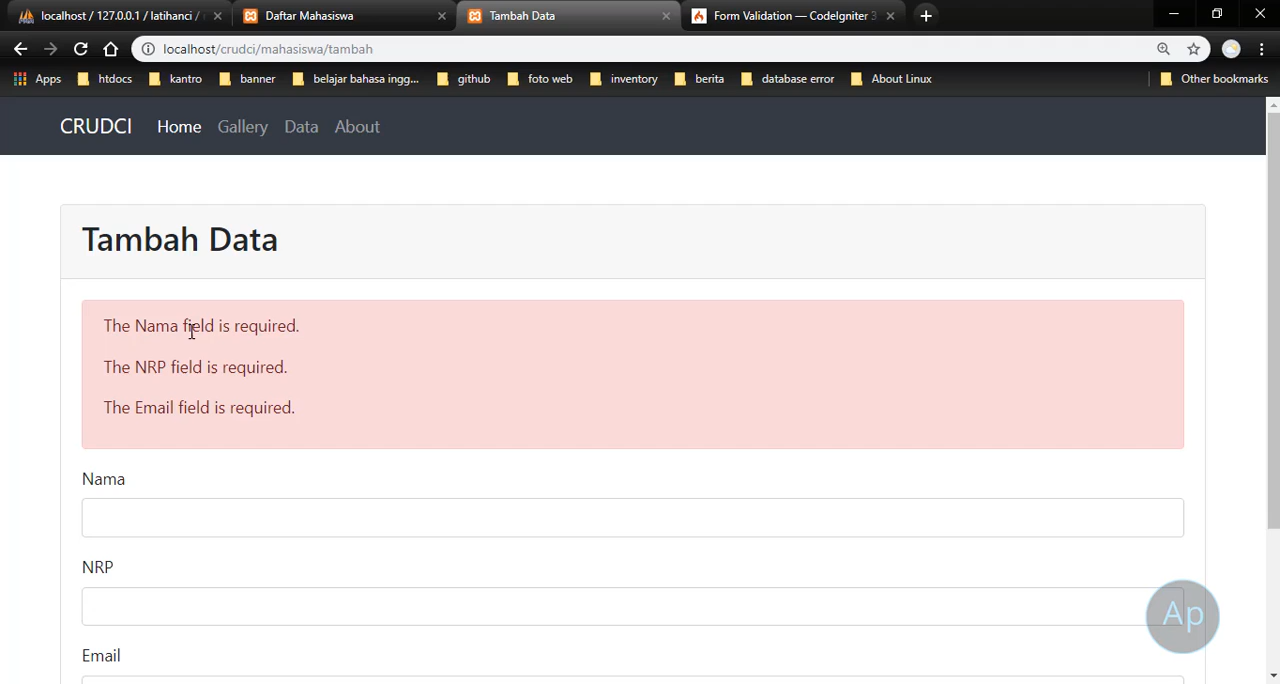 localhost / 127.0.0.1 / latihanci /
Daftar Mahasiswa
Tambah Data
Form Validation — CodeIgniter 3
localhost/crudci/mahasiswa/tambah
Apps
htdocs
kantro
banner
belajar bahasa ingg...
github
foto web
inventory
berita
database error
About Linux
Other bookmarks
CRUDCI Home Gallery Data About
Tambah Data
The Nama field is required.
The NRP field is required.
The Email field is required.
Nama
NRP
Ap
Email